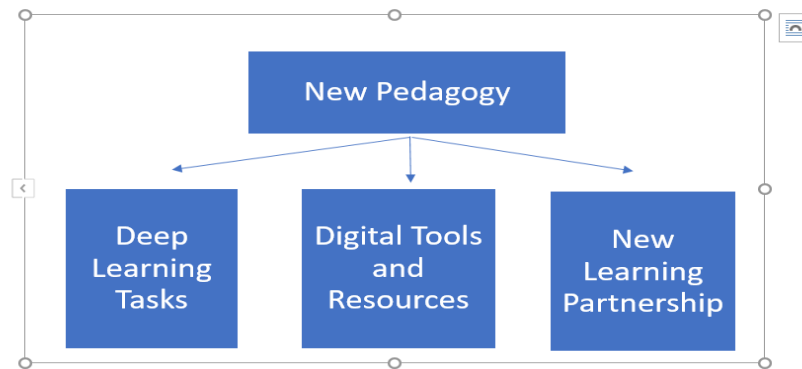 New Pedagogy
Deep
Learning
Tasks
Digital Tools
and
Resources
New
Learning
Partnership